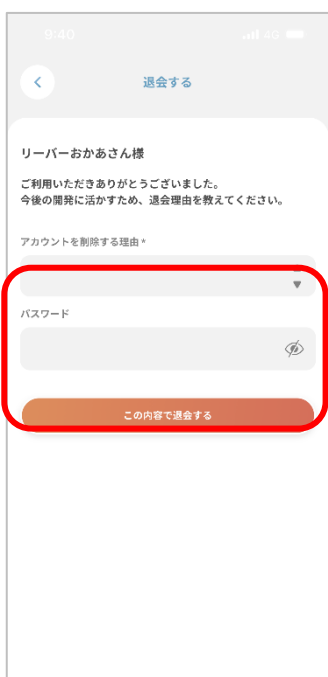 9:40
4G
退会する
リーバーおかあさん様
ご利用いただきありがとうございました。
今後の開発に活かすため、退会理由を教えてください。
アカウントを削除する理由*
パスワード
この内容で退会する